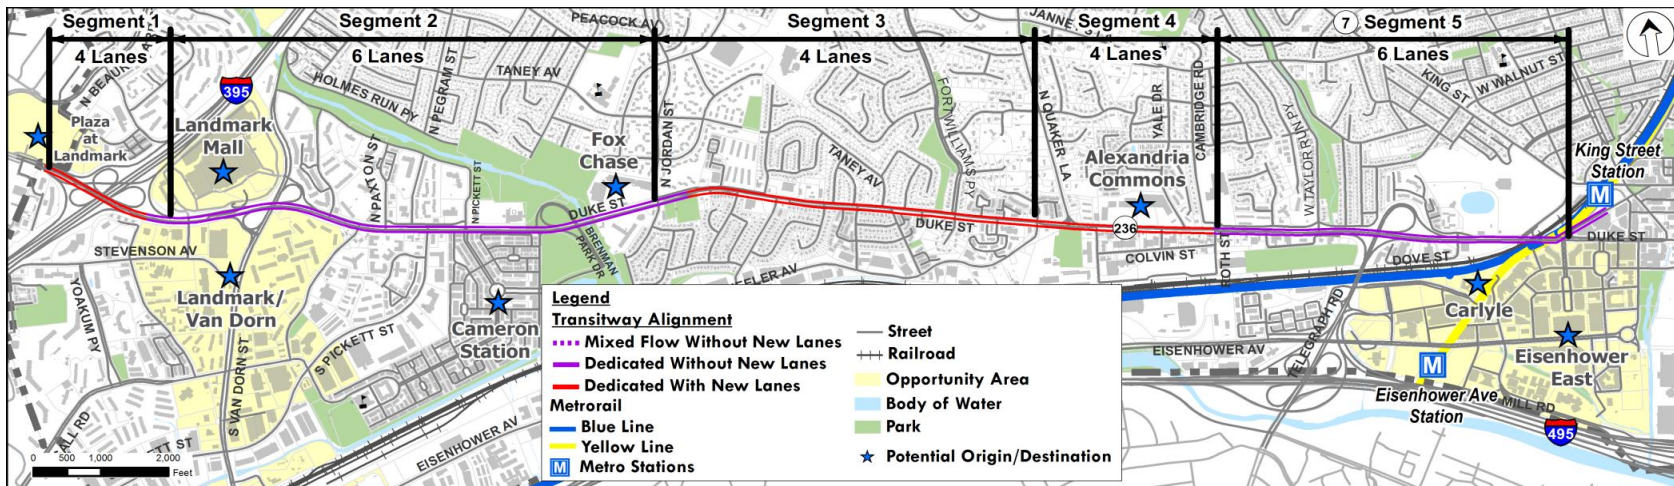 Segment 1
Segment 2
Segment 3
Segment 4
7
Segment 5
4 Lanes
6 Lanes
4 Lanes
4 Lanes
6 Lanes
PEACOCK AV
TANEY AV
N PEGRAM ST
HOLMES RUN PY
395
Plaza
at
Landmark
Landmark
Mall
N PAXTON ST
N PICKETT ST
Fox
Chase
N JORDAN ST
DUKE ST
BRENMAN
PARK DR
TANEY AV
FORT WILLIAMS PY
DUKE ST
N QUAKER LA
YALE DR
CAMBRIDGE RD
Alexandria
Commons
236
COLVIN ST
ROTH ST
W TAYLOR RUN PY
KING ST
W WALNUT ST
King Street
Station
M
DUKE ST
DOVE ST
STEVENSON AV
YOAKUM PY
Landmark/
Van Dorn
S VAN DORN ST
S PICKETT ST
Cameron
Station
EISENHOWER AV
TELEGRAPH RD
EISENHOWER AV
Carlyle
Eisenhower
East
M
Eisenhower Ave
Station
MILL RD
495
0 500 1,000 2,000
Feet
Legend
Transitway Alignment
Mixed Flow Without New Lanes
Dedicated Without New Lanes
Dedicated With New Lanes
Metrorail
Blue Line
Yellow Line
M Metro Stations
Street
Railroad
Opportunity Area
Body of Water
Park
Potential Origin/Destination